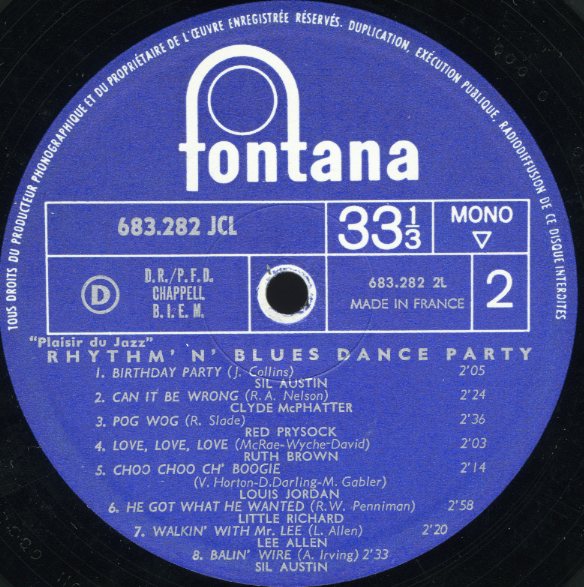 TOUS DROITS DU PRODUCTEUR PHONOGRAPHIQUE ET DU PROPRIÉTAIRE DE L'ŒUVRE ENREGISTRÉE RÉSERVÉS. DUPLICATION, EXÉCUTION PUBLIQUE, RADIODIFFUSION DE CE DISQUE INTERDITES
fontana
683.282 JCL
33 1/3
MONO
▽
D
D.R./P.F.D.
CHAPPELL
B.I.E.M.
683.282 2L
MADE IN FRANCE
2
"Plaisir du Jazz"
RHYTHM' N' BLUES DANCE PARTY
1. BIRTHDAY PARTY (J. Collins) 2'05
SIL AUSTIN
2. CAN IT BE WRONG (R.A. Nelson) 2'24
CLYDE McPHATTER
3. POG WOG (R. Slade) 2'36
RED PRYSOCK
4. LOVE, LOVE, LOVE (McRae-Wyche-David) 2'03
RUTH BROWN
5. CHOO CHOO CH' BOOGIE 2'14
(V. Horton-D.Darling-M. Gabler)
LOUIS JORDAN
6. HE GOT WHAT HE WANTED (R.W. Penniman) 2'58
LITTLE RICHARD
7. WALKIN' WITH Mr. LEE (L. Allen) 2'20
LEE ALLEN
8. BALIN' WIRE (A. Irving) 2'33
SIL AUSTIN